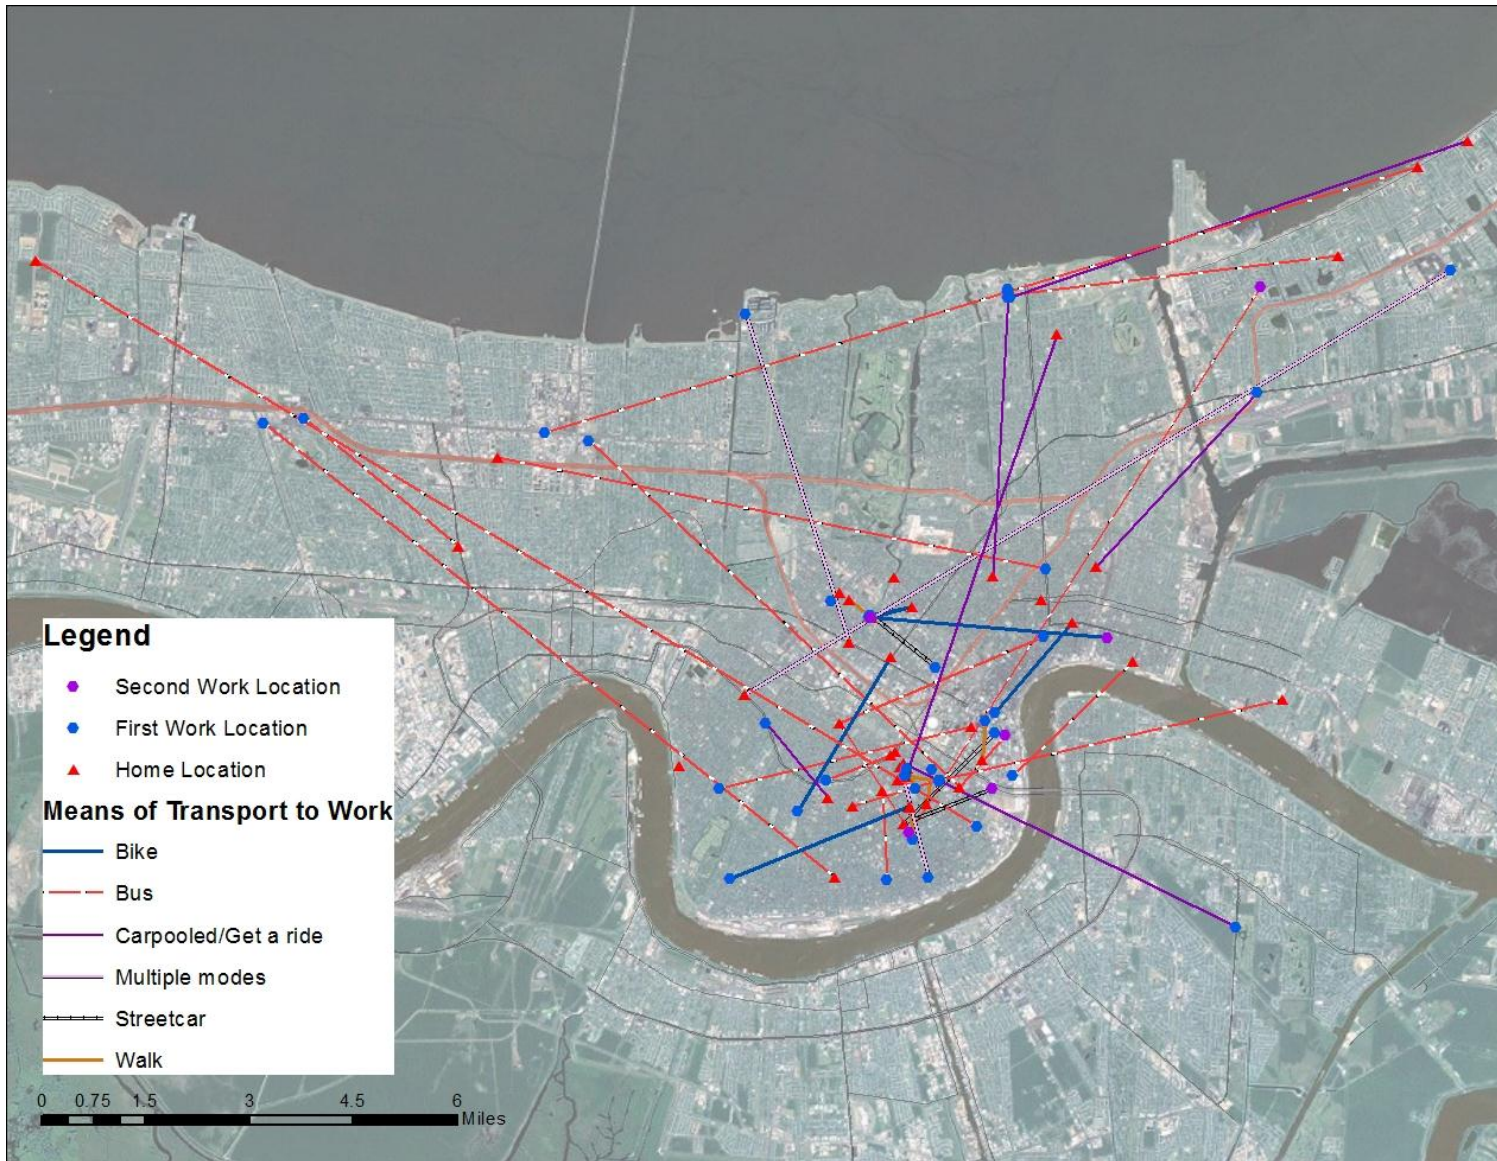 Legend
Second Work Location
First Work Location
Home Location
Means of Transport to Work
Bike
Bus
Carpooled/Get a ride
Multiple modes
Streetcar
Walk
0 0.75 1.5 3 4.5 6
Miles